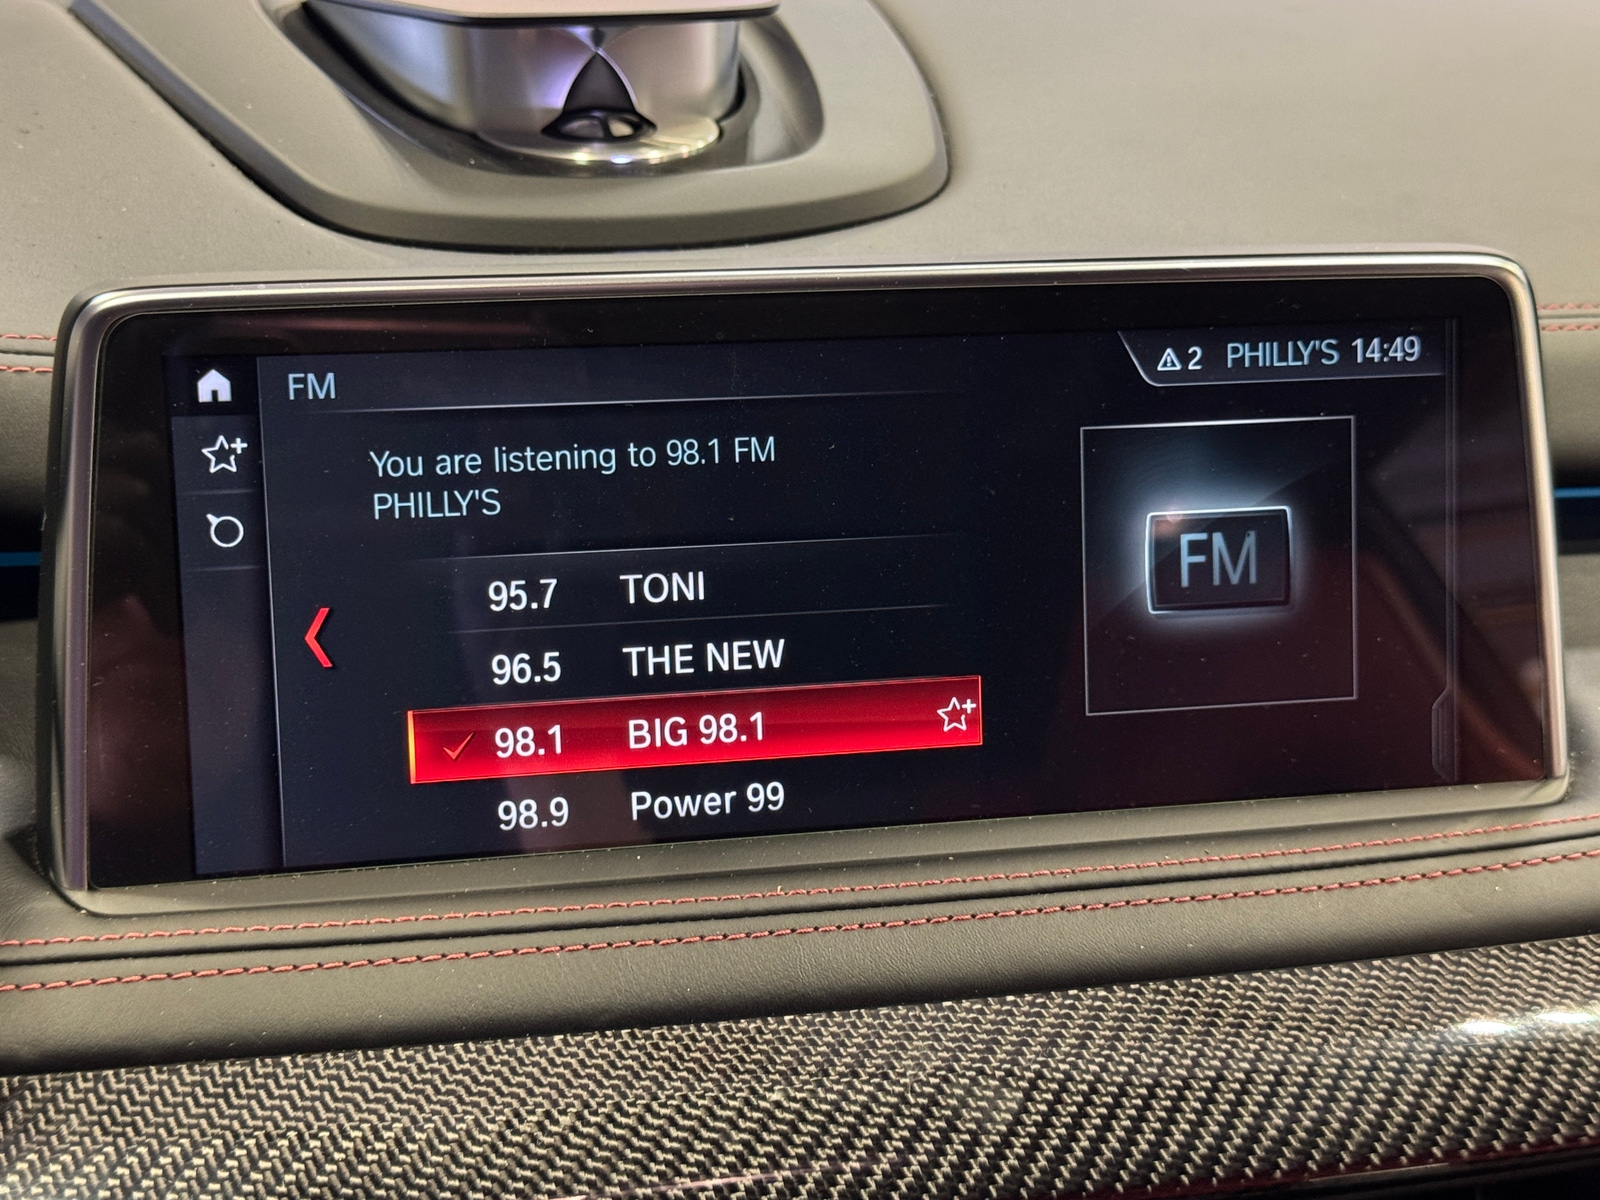 FM
2 PHILLY'S 14:49
You are listening to 98.1 FM
PHILLY'S
95.7 TONI
96.5 THE NEW
98.1 BIG 98.1
98.9 Power 99
FM